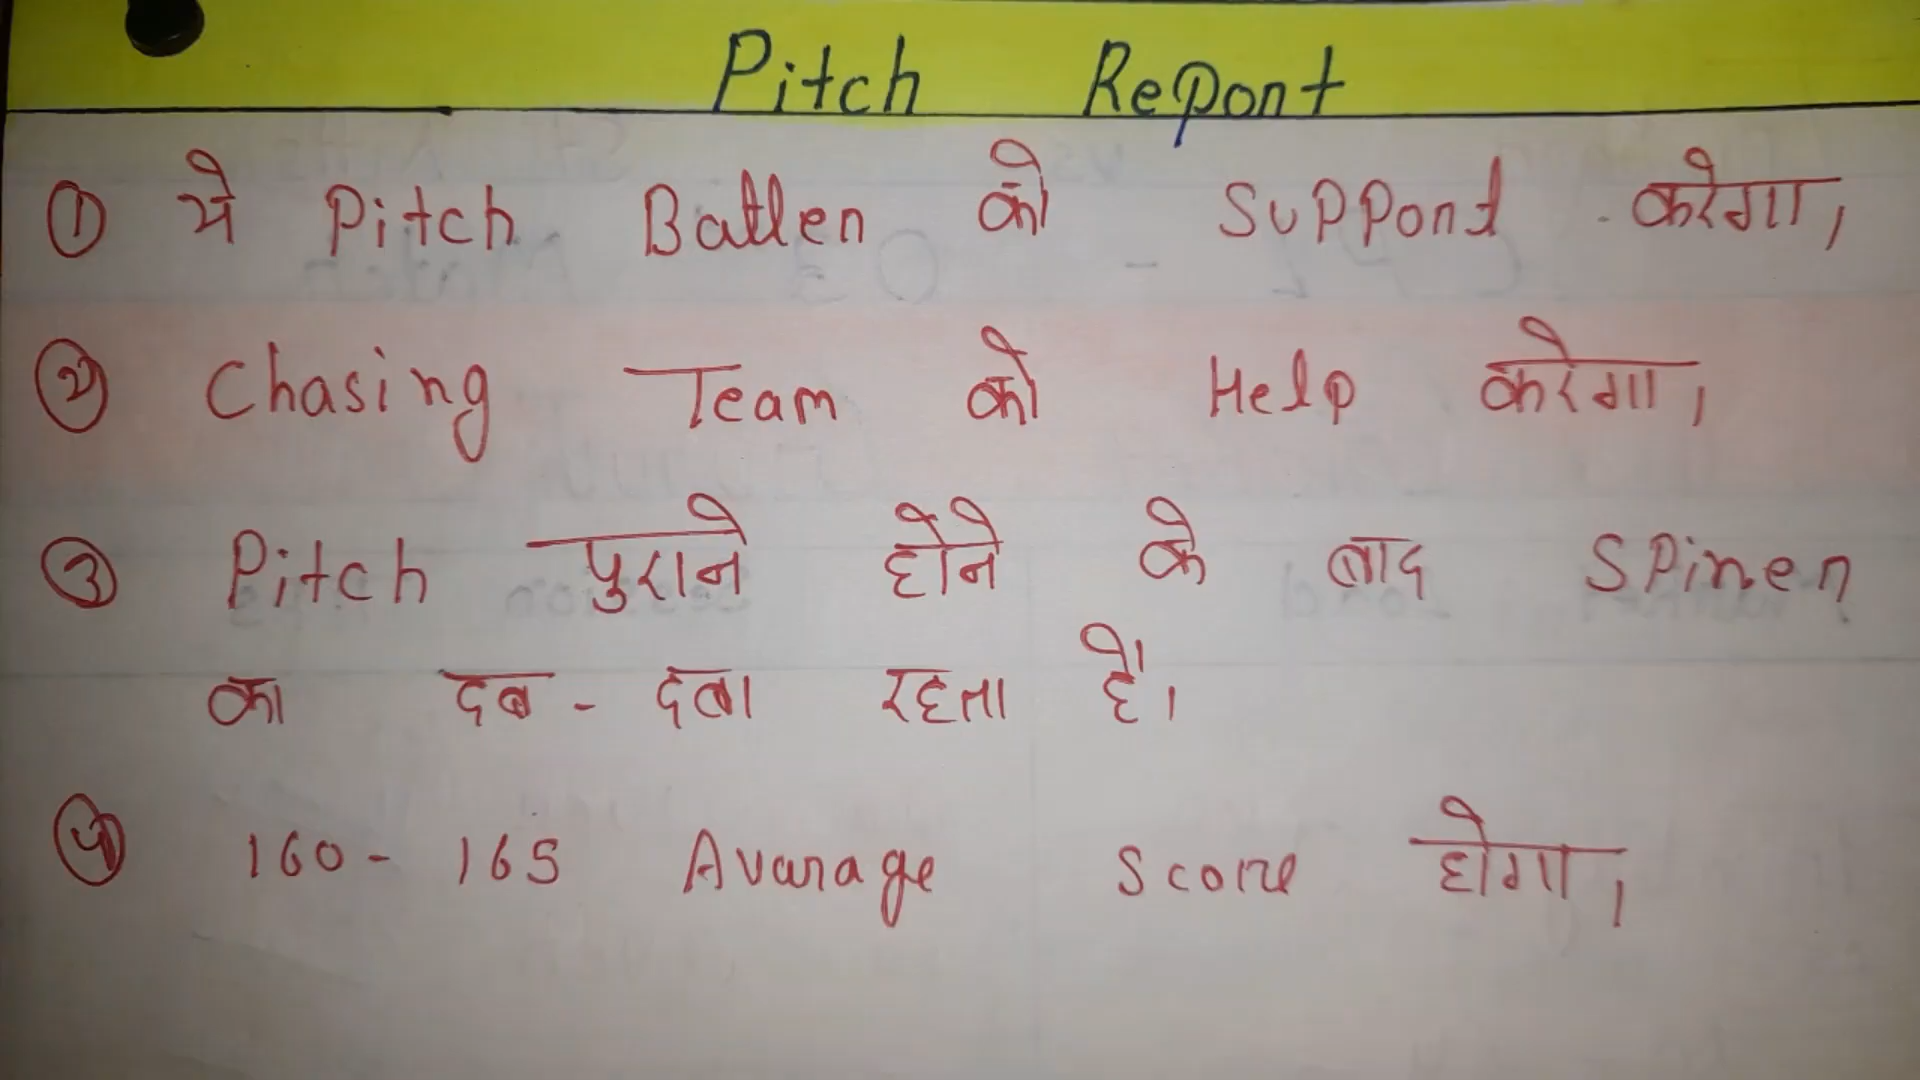 Pitch Report
① ये Pitch Batter को Support करेगा,
② Chasing Team को Help करेगा,
③ Pitch पुराने होने के बाद Spiner
का दब - दबा रहता है।
④ 160 - 165 Avarage Score होगा,